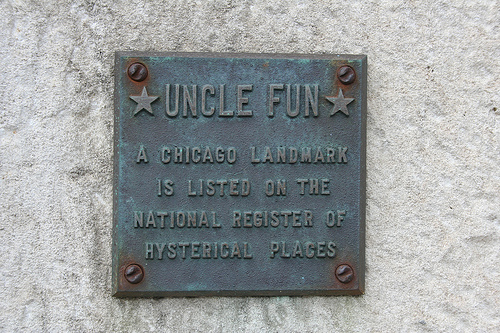 UNCLE FUN
A CHICAGO LANDMARK
IS LISTED ON THE
NATIONAL REGISTER OF
HYSTERICAL PLACES